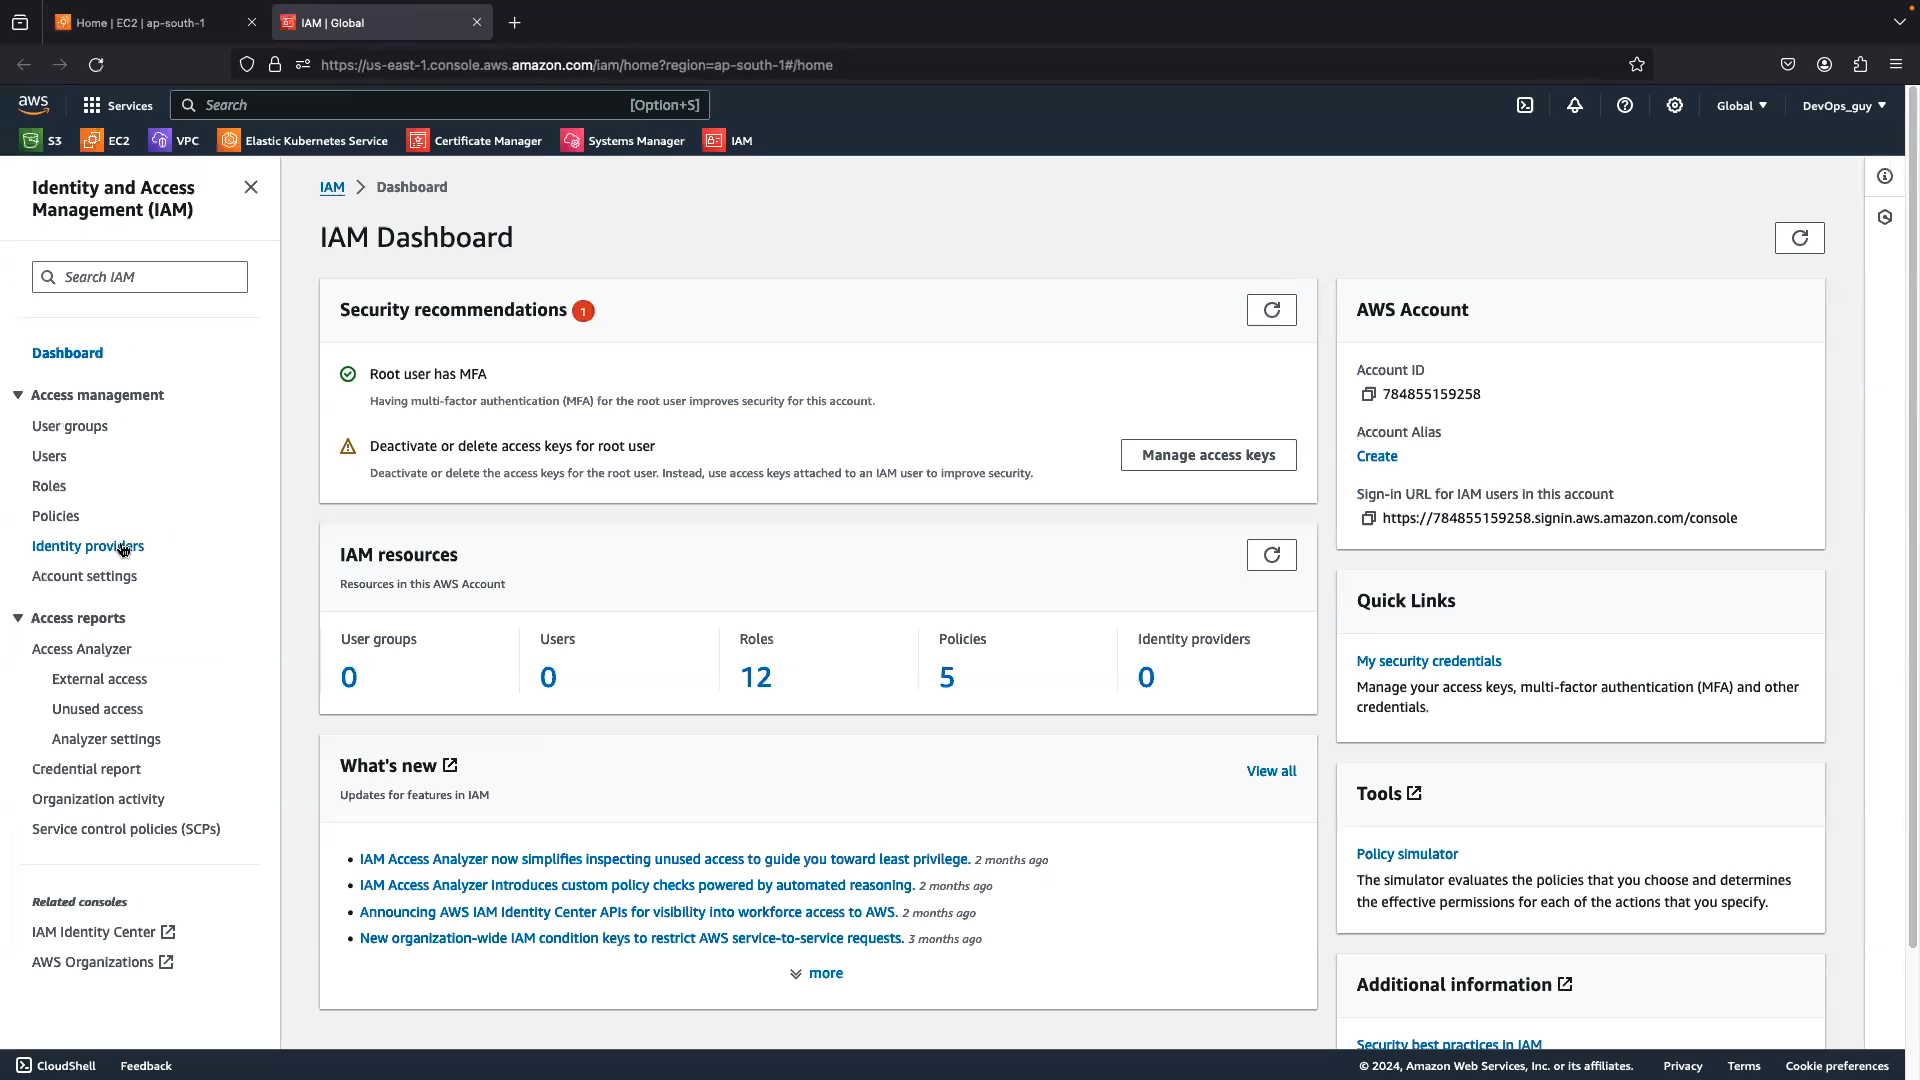 Home | EC2 | ap-south-1
IAM | Global
https://us-east-1.console.aws.amazon.com/iam/home?region=ap-south-1#/home
aws
Services
Search
[Option+S]
Global
DevOps_guy
S3
EC2
VPC
Elastic Kubernetes Service
Certificate Manager
Systems Manager
IAM
Identity and Access
Management (IAM)
Search IAM
Dashboard
Access management
User groups
Users
Roles
Policies
Identity providers
Account settings
Access reports
Access Analyzer
External access
Unused access
Analyzer settings
Credential report
Organization activity
Service control policies (SCPs)
Related consoles
IAM Identity Center
AWS Organizations
IAM > Dashboard
IAM Dashboard
Security recommendations 1
Root user has MFA
Having multi-factor authentication (MFA) for the root user improves security for this account.
Deactivate or delete access keys for root user
Deactivate or delete the access keys for the root user. Instead, use access keys attached to an IAM user to improve security.
Manage access keys
IAM resources
Resources in this AWS Account
User groups
0
Users
0
Roles
12
Policies
5
Identity providers
0
What's new
Updates for features in IAM
View all
• IAM Access Analyzer now simplifies inspecting unused access to guide you toward least privilege. 2 months ago
• IAM Access Analyzer introduces custom policy checks powered by automated reasoning. 2 months ago
• Announcing AWS IAM Identity Center APIs for visibility into workforce access to AWS. 2 months ago
• New organization-wide IAM condition keys to restrict AWS service-to-service requests. 3 months ago
more
AWS Account
Account ID
784855159258
Account Alias
Create
Sign-in URL for IAM users in this account
https://784855159258.signin.aws.amazon.com/console
Quick Links
My security credentials
Manage your access keys, multi-factor authentication (MFA) and other
credentials.
Tools
Policy simulator
The simulator evaluates the policies that you choose and determines
the effective permissions for each of the actions that you specify.
Additional information
Security best practices in IAM
CloudShell
Feedback
© 2024, Amazon Web Services, Inc. or its affiliates.
Privacy
Terms
Cookie preferences